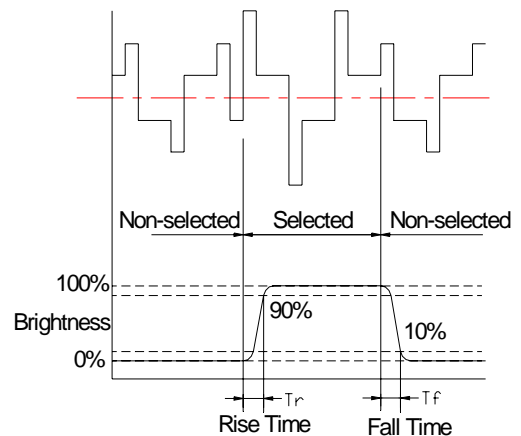 Non-selected Selected Non-selected
100%
90%
Brightness 10%
0%
Tr Tf
Rise Time Fall Time